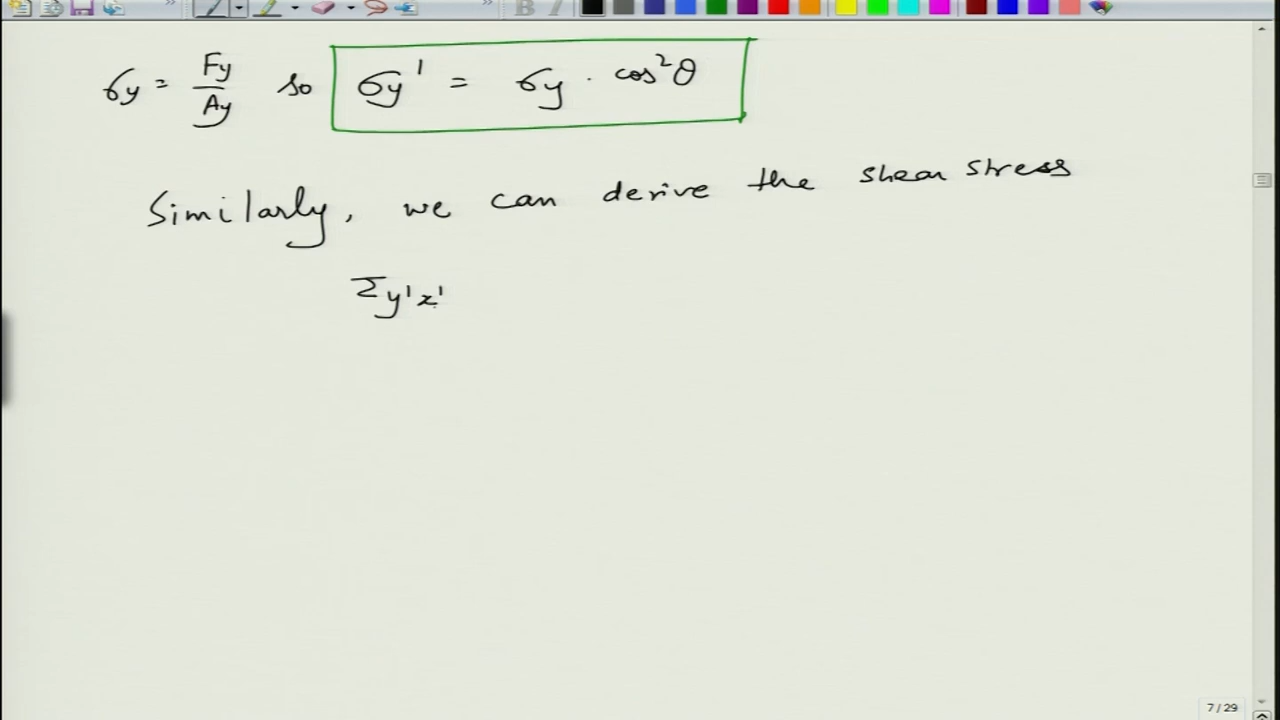 σy = Fy/Ay so σy' = σy · cos²θ
Similarly, we can derive the shear stress
τy'x'
B I
7 / 29